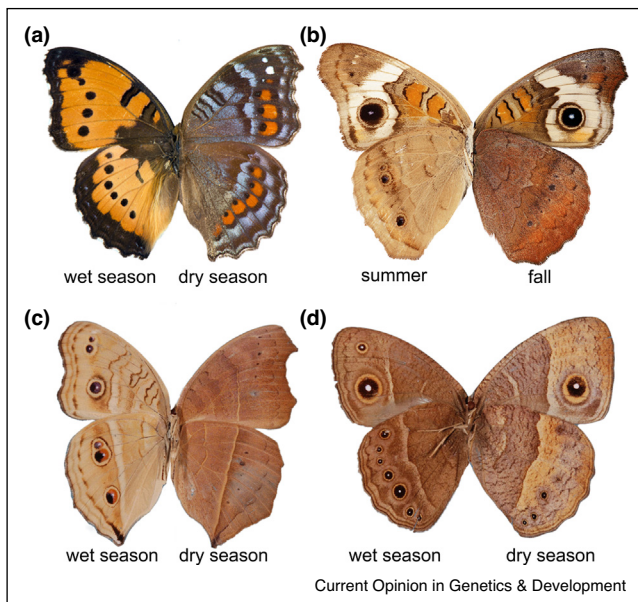 (a)
(b)
wet season dry season
summer fall
(c)
(d)
wet season dry season
wet season dry season
Current Opinion in Genetics & Development